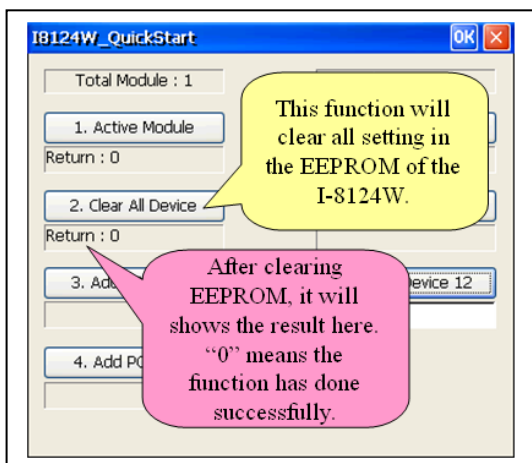 I8124W_QuickStart OK
Total Module : 1
1. Active Module
Return : 0
2. Clear All Device
Return : 0
This function will
clear all setting in
the EEPROM of the
I-8124W.
After clearing
EEPROM, it will
shows the result here.
“0” means the
function has done
successfully.
3.
Device 12
4. Add